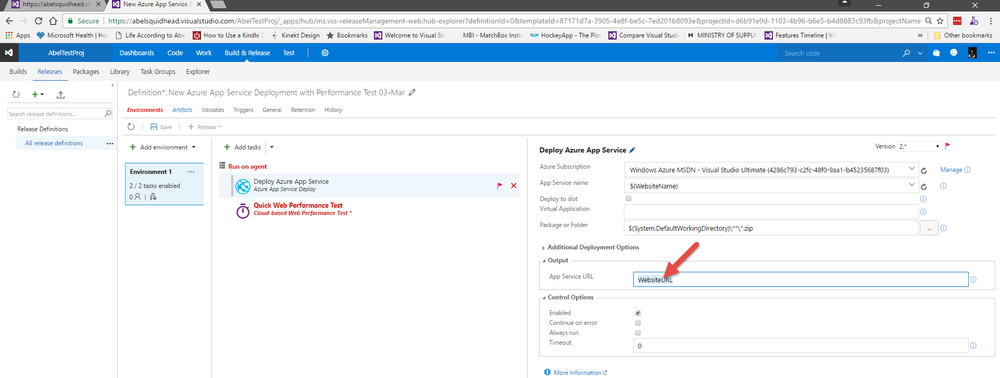 https://abelsquidhead.vis
New Azure App Service D
Secure
https://abelsquidhead.visualstudio.com/AbelTestProj/_apps/hub/ms.vss-releaseManagement-web.hub-explorer?definitionId=0&templateId=87171d7a-3905-4e8f-be5c-7ed201b8093e&projectId=d6b91e9d-1103-4b96-b6e5-b4d8883c93fb&projectName
Apps Microsoft Health | Ho Life According to Abe How to Use a Kindle D Kinekt Design Bookmarks Welcome to Visual Stu MBI - MatchBox Instru HockeyApp - The Plat Compare Visual Studio MINISTRY OF SUPPLY Features Timeline | Vis » Other bookmarks
AbelTestProj Dashboards Code Work Build & Release Test Search code
Builds Releases Packages Library Task Groups Explorer
Definition*: New Azure App Service Deployment with Performance Test 03-Mar
Search release definitions...
Environments Artifacts Variables Triggers General Retention History
Release Definitions
Save Release
All release definitions ...
Add environment
Add tasks
Deploy Azure App Service
Version 2.*
Environment 1 ...
2 / 2 tasks enabled
0
Run on agent
Deploy Azure App Service
Azure App Service Deploy
Quick Web Performance Test
Cloud-based Web Performance Test *
Azure Subscription Windows Azure MSDN - Visual Studio Ultimate (4286c793-c2fc-48f0-9aa1-b45235687f03) Manage
App Service name $(WebsiteName)
Deploy to slot
Virtual Application
Package or Folder $(System.DefaultWorkingDirectory)\**\*.zip ...
Additional Deployment Options
Output
App Service URL WebsiteURL
Control Options
Enabled
Continue on error
Always run
Timeout 0
More Information